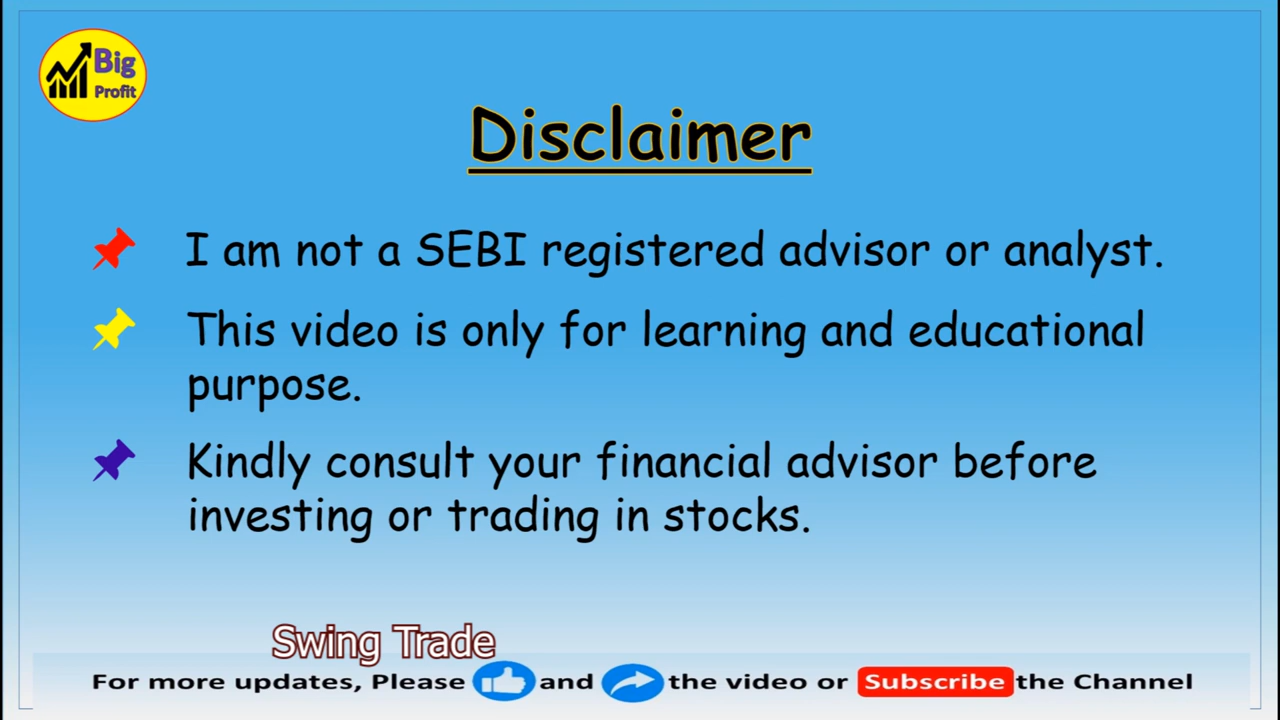 Big
Profit
Disclaimer
I am not a SEBI registered advisor or analyst.
This video is only for learning and educational
purpose.
Kindly consult your financial advisor before
investing or trading in stocks.
Swing Trade
For more updates, Please and the video or Subscribe the Channel